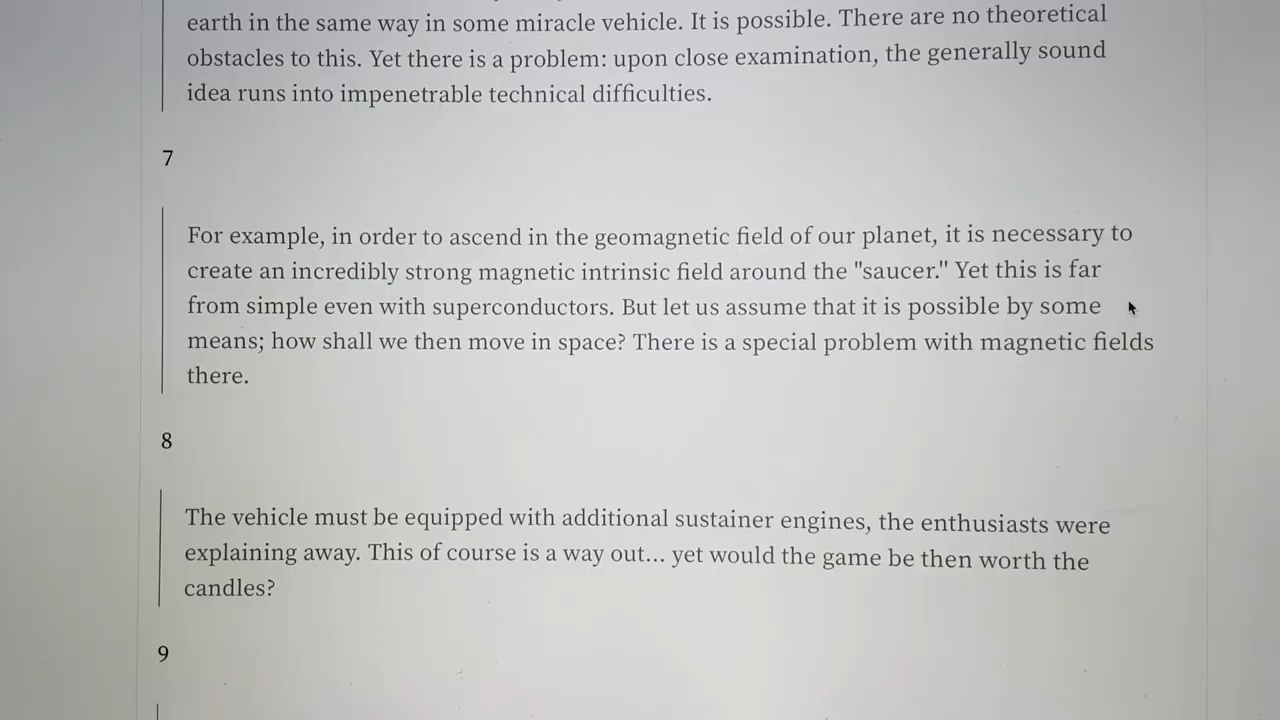 earth in the same way in some miracle vehicle. It is possible. There are no theoretical
obstacles to this. Yet there is a problem: upon close examination, the generally sound
idea runs into impenetrable technical difficulties.
7
For example, in order to ascend in the geomagnetic field of our planet, it is necessary to
create an incredibly strong magnetic intrinsic field around the "saucer." Yet this is far
from simple even with superconductors. But let us assume that it is possible by some
means; how shall we then move in space? There is a special problem with magnetic fields
there.
8
The vehicle must be equipped with additional sustainer engines, the enthusiasts were
explaining away. This of course is a way out... yet would the game be then worth the
candles?
9